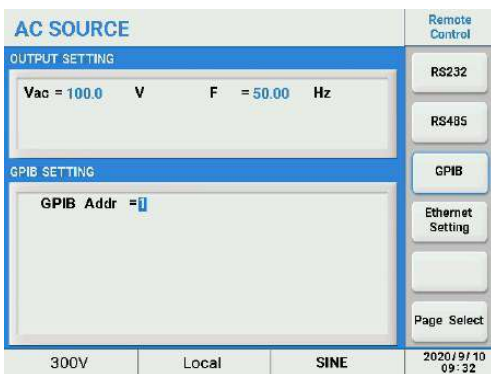 AC SOURCE
Remote
Control
OUTPUT SETTING
Vac = 100.0 V F = 50.00 Hz
RS232
RS485
GPIB SETTING
GPIB Addr =1
GPIB
Ethernet
Setting
Page Select
300V Local SINE
2020/9/10
09:32